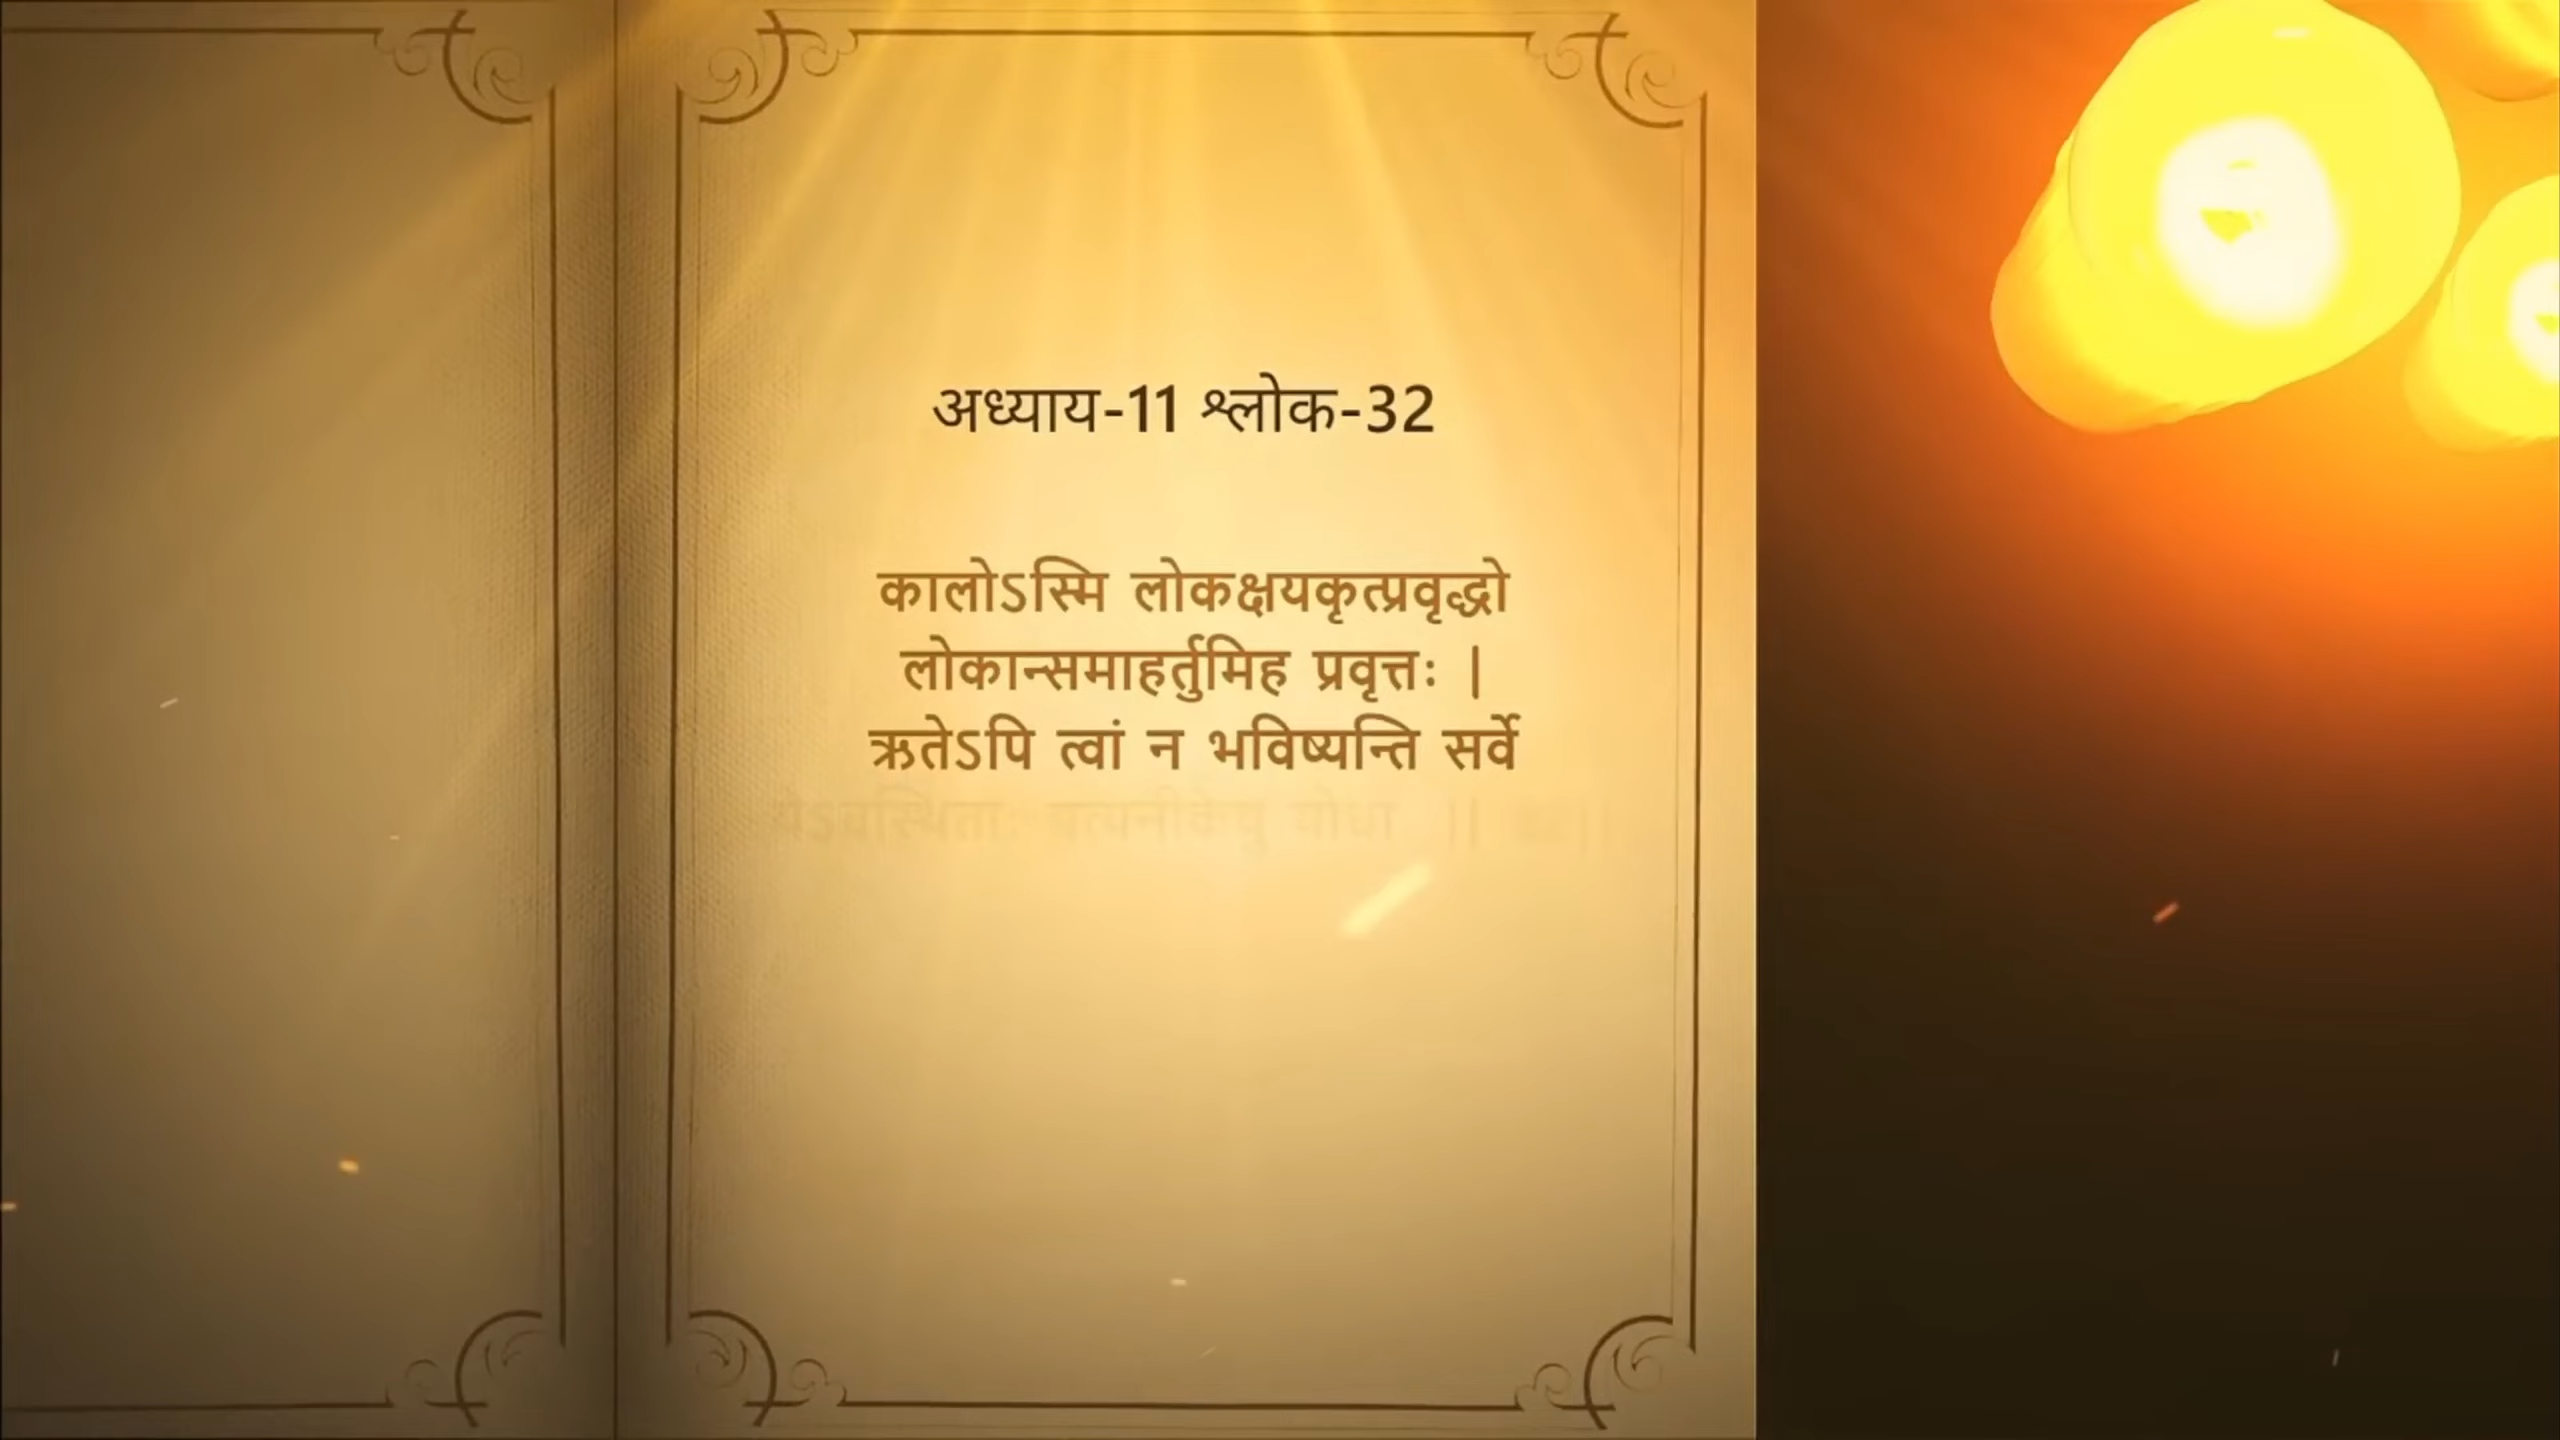 अध्याय-11 श्लोक-32
कालोऽस्मि लोकक्षयकृत्प्रवृद्धो
लोकान्समाहर्तुमिह प्रवृत्तः |
ऋतेऽपि त्वां न भविष्यन्ति सर्वे